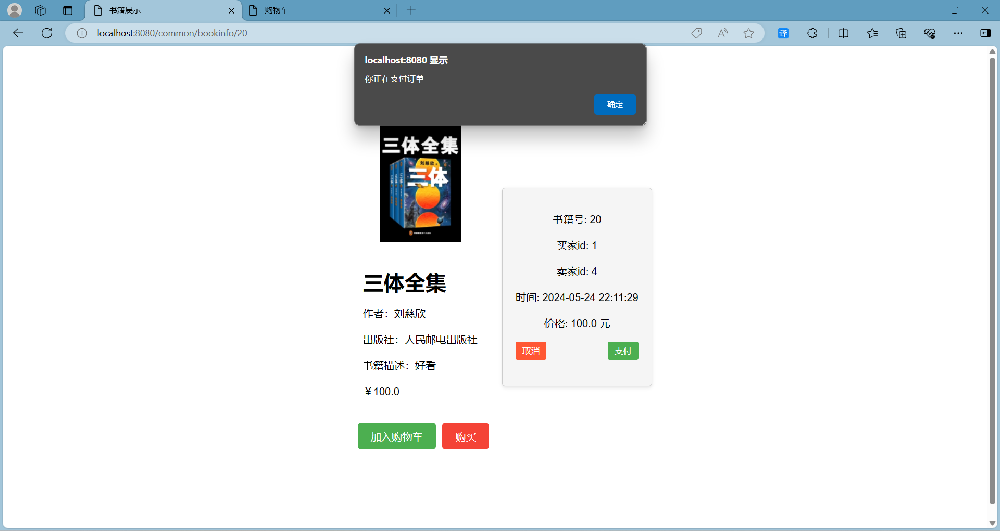 书籍展示
购物车
localhost:8080/common/bookinfo/20
译
localhost:8080 显示
你正在支付订单
确定
三体全集
刘慈欣
三体
三体全集
作者：刘慈欣
出版社：人民邮电出版社
书籍描述：好看
¥ 100.0
加入购物车
购买
书籍号: 20
买家id: 1
卖家id: 4
时间: 2024-05-24 22:11:29
价格: 100.0 元
取消
支付